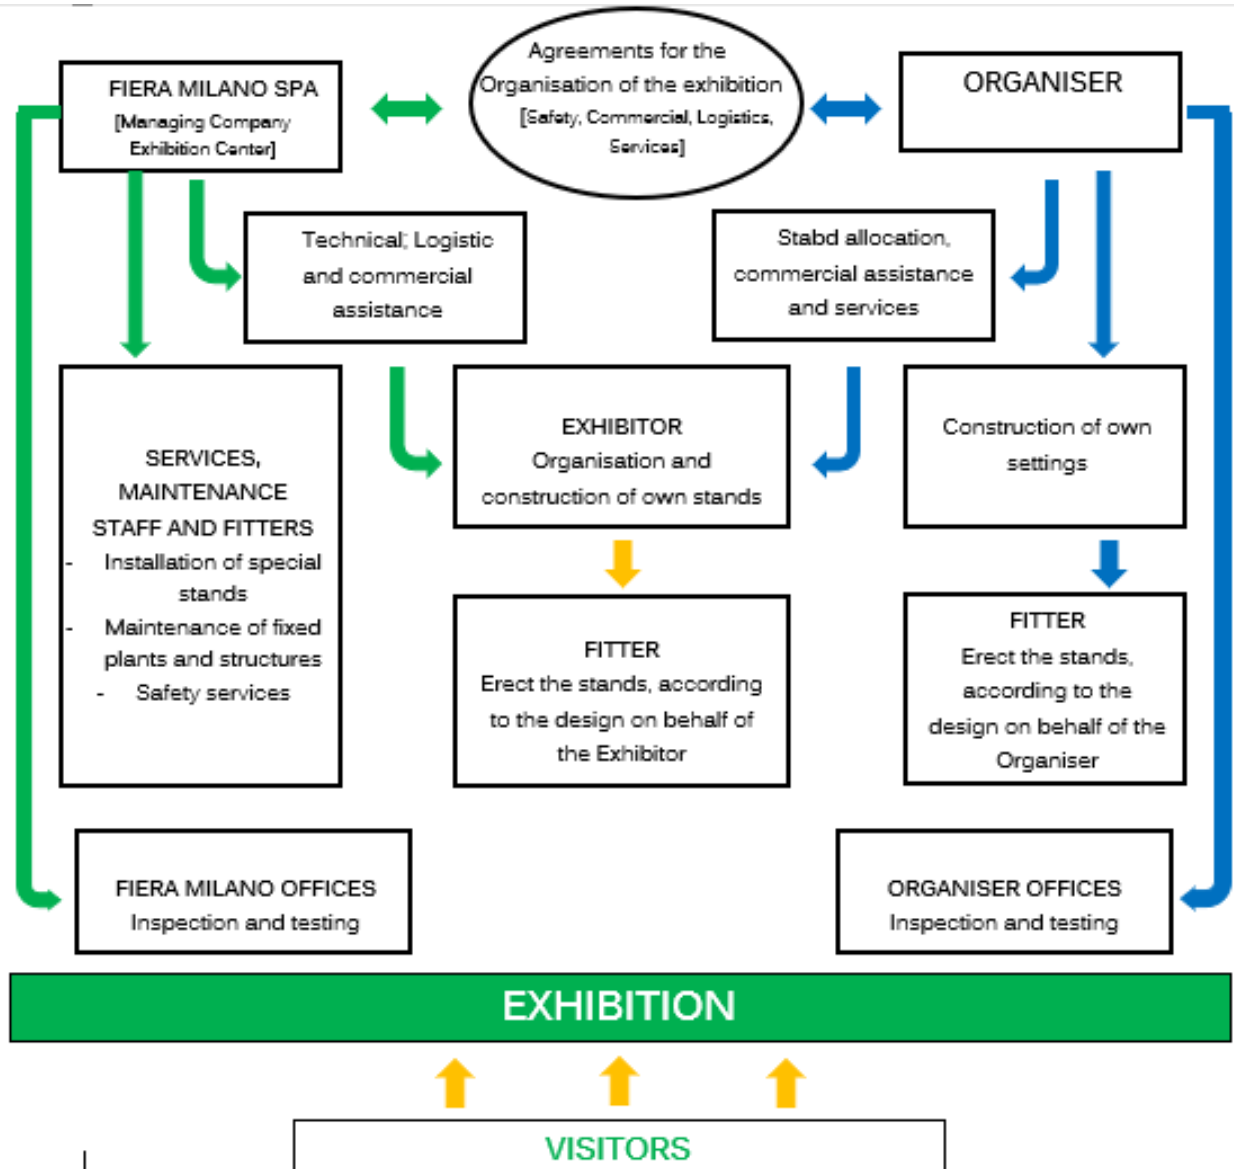 Agreements for the
Organisation of the exhibition
[Safety, Commercial, Logistics,
Services]
FIERA MILANO SPA
[Managing Company
Exhibition Center]
ORGANISER
Technical; Logistic
and commercial
assistance
Stabd allocation,
commercial assistance
and services
SERVICES,
MAINTENANCE
STAFF AND FITTERS
- Installation of special
stands
- Maintenance of fixed
plants and structures
- Safety services
EXHIBITOR
Organisation and
construction of own stands
Construction of own
settings
FITTER
Erect the stands, according
to the design on behalf of
the Exhibitor
FITTER
Erect the stands,
according to the
design on behalf of the
Organiser
FIERA MILANO OFFICES
Inspection and testing
ORGANISER OFFICES
Inspection and testing
EXHIBITION
VISITORS